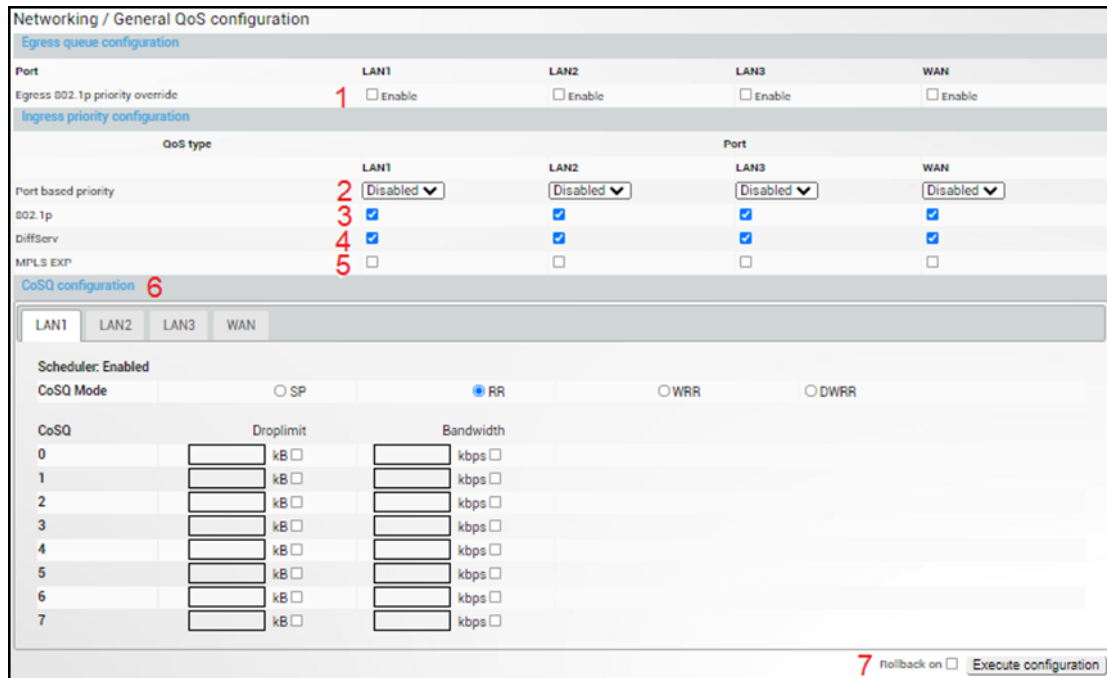 Networking / General QoS configuration
Egress queue configuration
Port LAN1 LAN2 LAN3 WAN
Egress 802.1p priority override 1 Enable Enable Enable Enable
Ingress priority configuration
QoS type Port
LAN1 LAN2 LAN3 WAN
Port based priority 2 Disabled Disabled Disabled Disabled
802.1p 3
DiffServ 4
MPLS EXP 5
CoSQ configuration 6
LAN1 LAN2 LAN3 WAN
Scheduler: Enabled
CoSQ Mode SP RR WRR DWRR
CoSQ Droplimit Bandwidth
0 kB kbps
1 kB kbps
2 kB kbps
3 kB kbps
4 kB kbps
5 kB kbps
6 kB kbps
7 kB kbps
7 Rollback on Execute configuration